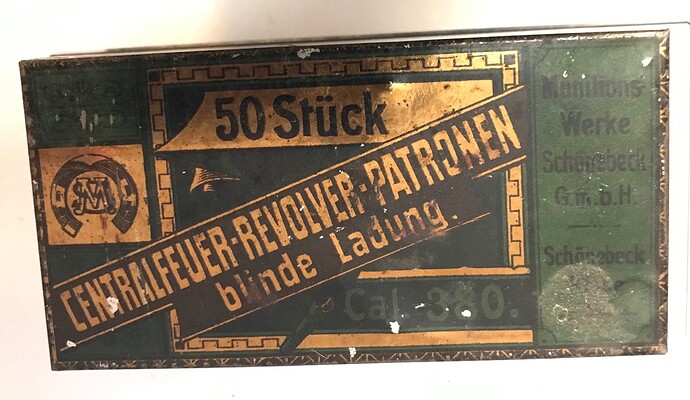 50 Stück
CENTRALFEUER-REVOLVER-PATRONEN
blinde Ladung.
Cal. 380.
Munitions-
Werke
Schönebeck
G.m.b.H.
Schönebeck